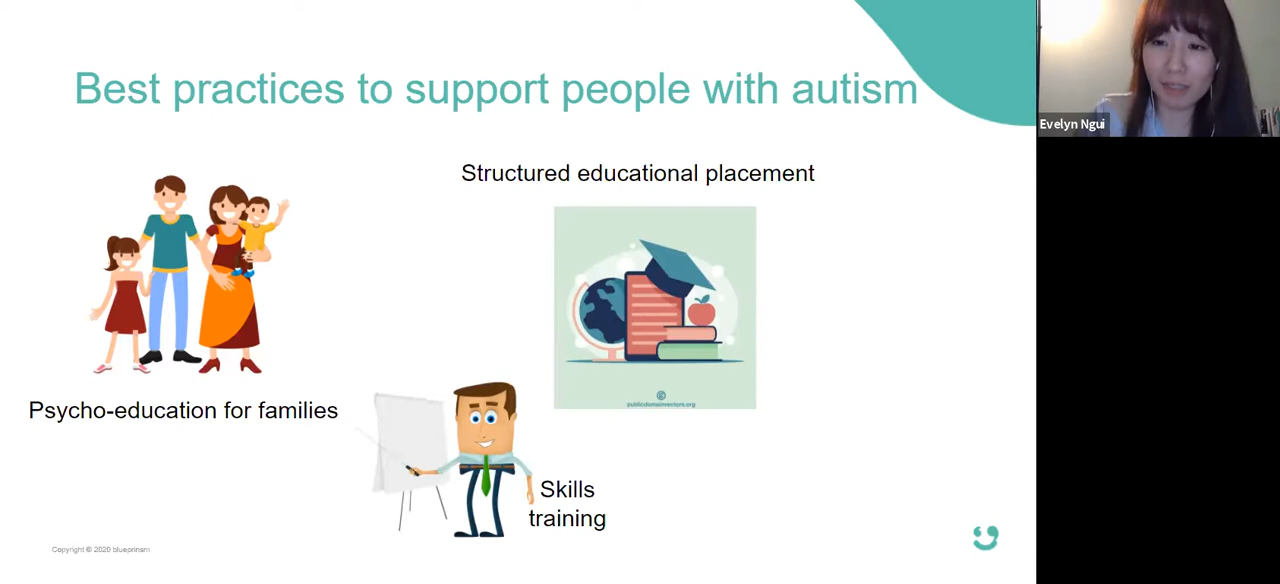 Best practices to support people with autism
Evelyn Ngui
Structured educational placement
publicdomainvectors.org
Psycho-education for families
Skills
training
Copyright © 2020